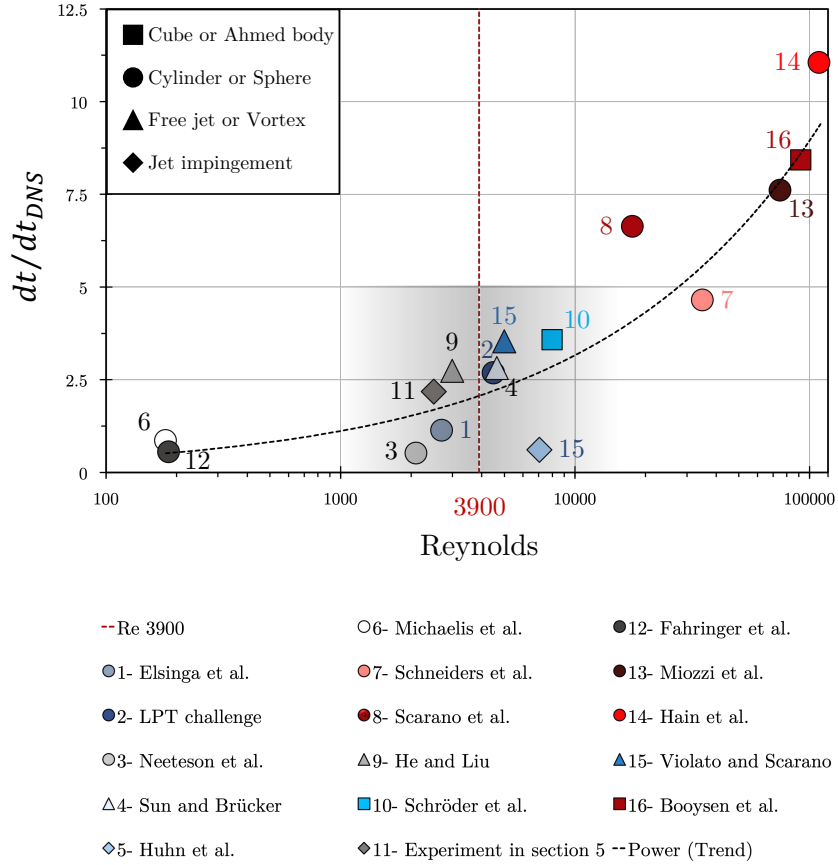 12.5
10
7.5
5
2.5
0
dt/dt_DNS
Cube or Ahmed body
Cylinder or Sphere
Free jet or Vortex
Jet impingement
14
16
13
8
7
15
10
9
2
4
11
1
3
15
6
12
100
1000
10000
100000
3900
Reynolds
Re 3900
6- Michaelis et al.
12- Fahringer et al.
1- Elsinga et al.
7- Schneiders et al.
13- Miozzi et al.
2- LPT challenge
8- Scarano et al.
14- Hain et al.
3- Neeteson et al.
9- He and Liu
15- Violato and Scarano
4- Sun and Brücker
10- Schröder et al.
16- Booysen et al.
5- Huhn et al.
11- Experiment in section 5
Power (Trend)